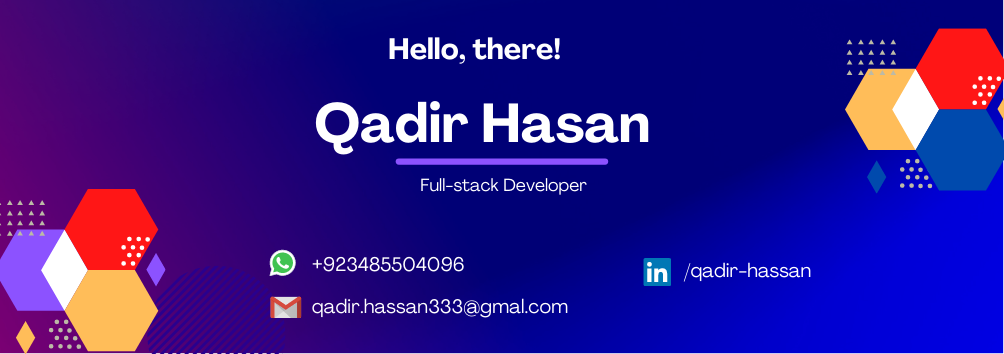 Hello, there!
Qadir Hasan
Full-stack Developer
+923485504096
/qadir-hassan
qadir.hassan333@gmal.com